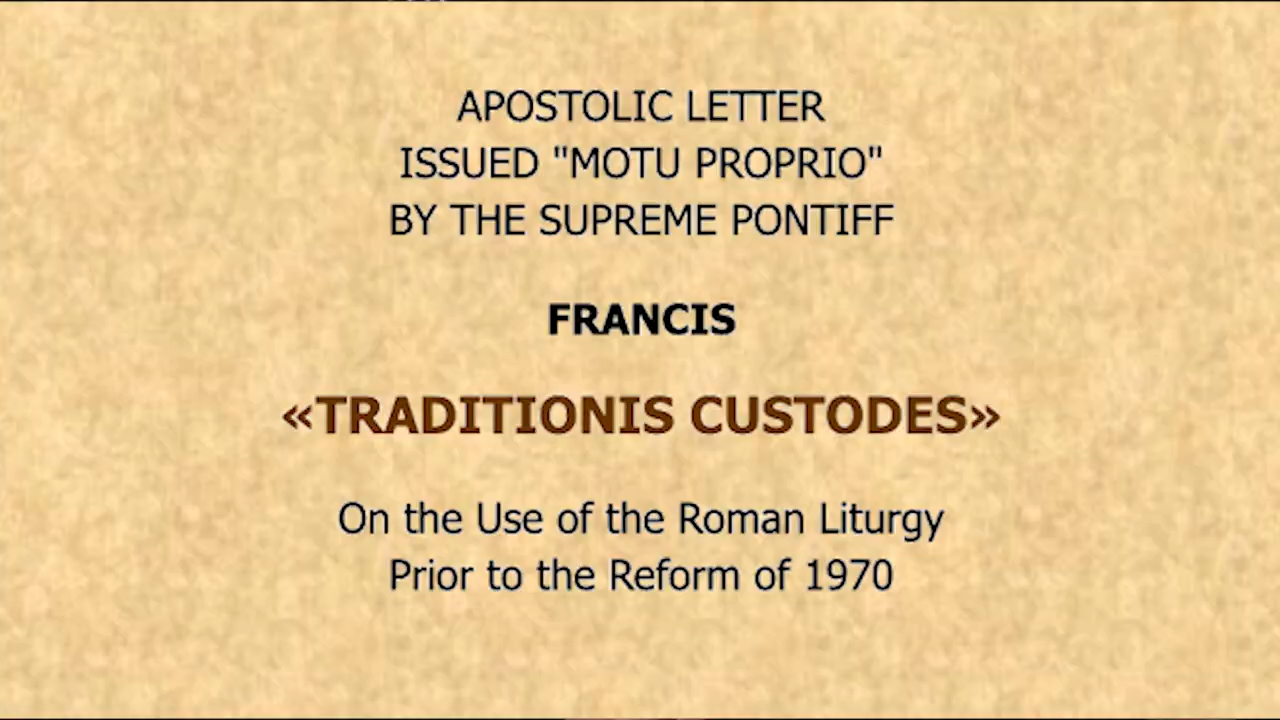 APOSTOLIC LETTER
ISSUED "MOTU PROPRIO"
BY THE SUPREME PONTIFF
FRANCIS
«TRADITIONIS CUSTODES»
On the Use of the Roman Liturgy
Prior to the Reform of 1970